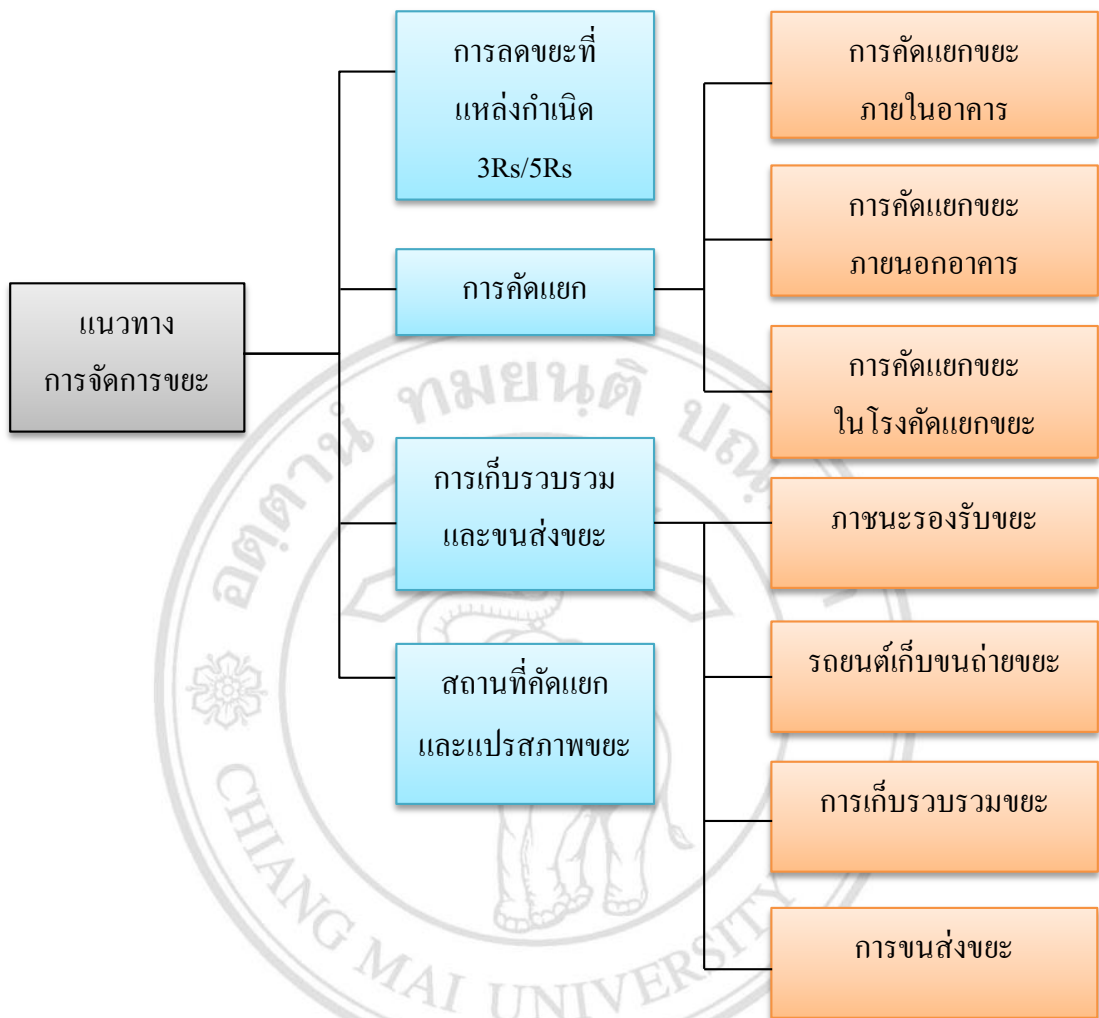 แนวทาง
การจัดการขยะ
การลดขยะที่
แหล่งกำเนิด
3Rs/5Rs
การคัดแยก
การคัดแยกขยะ
ภายในอาคาร
การคัดแยกขยะ
ภายนอกอาคาร
การคัดแยกขยะ
ในโรงคัดแยกขยะ
การเก็บรวบรวม
และขนส่งขยะ
ภาชนะรองรับขยะ
รถยนต์เก็บขนถ่ายขยะ
การเก็บรวบรวมขยะ
การขนส่งขยะ
สถานที่คัดแยก
และแปรสภาพขยะ
อตฺตานํ ทมยนฺติ
CHIANG MAI UNIVERSITY